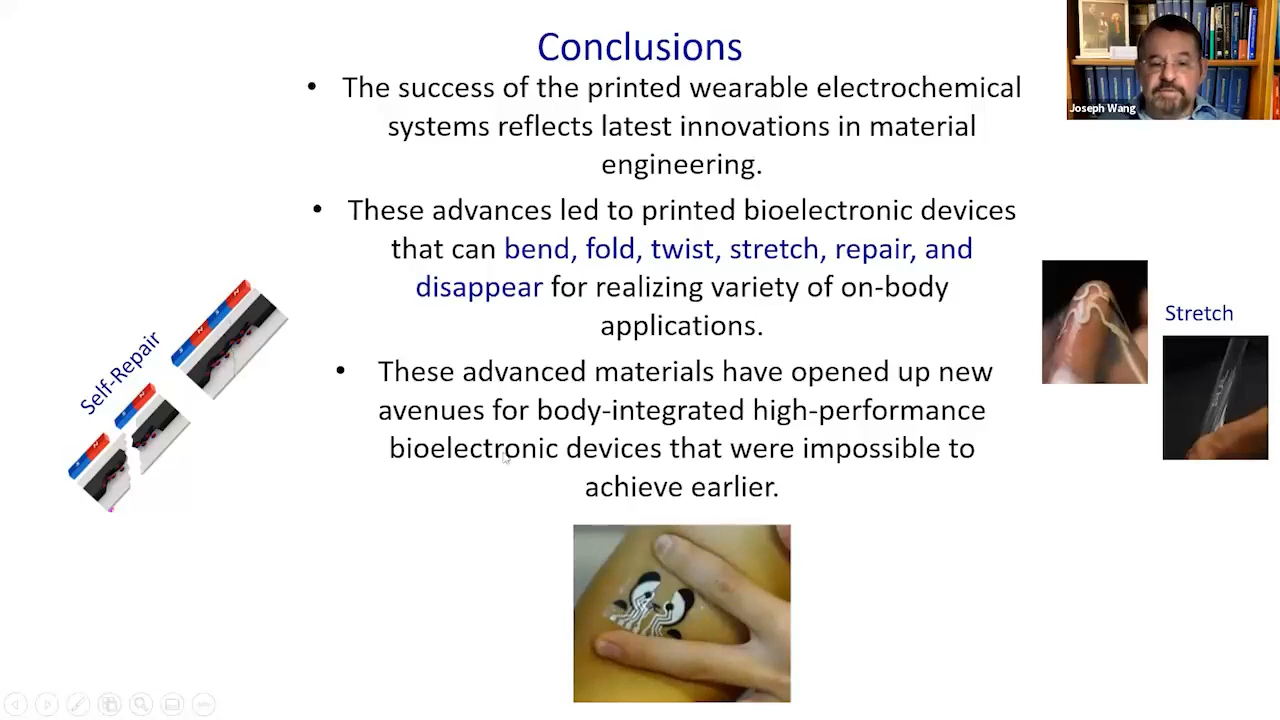 Conclusions
• The success of the printed wearable electrochemical
systems reflects latest innovations in material
engineering.
• These advances led to printed bioelectronic devices
that can bend, fold, twist, stretch, repair, and
disappear for realizing variety of on-body
applications.
• These advanced materials have opened up new
avenues for body-integrated high-performance
bioelectronic devices that were impossible to
achieve earlier.
Self-Repair
Stretch
Joseph Wang